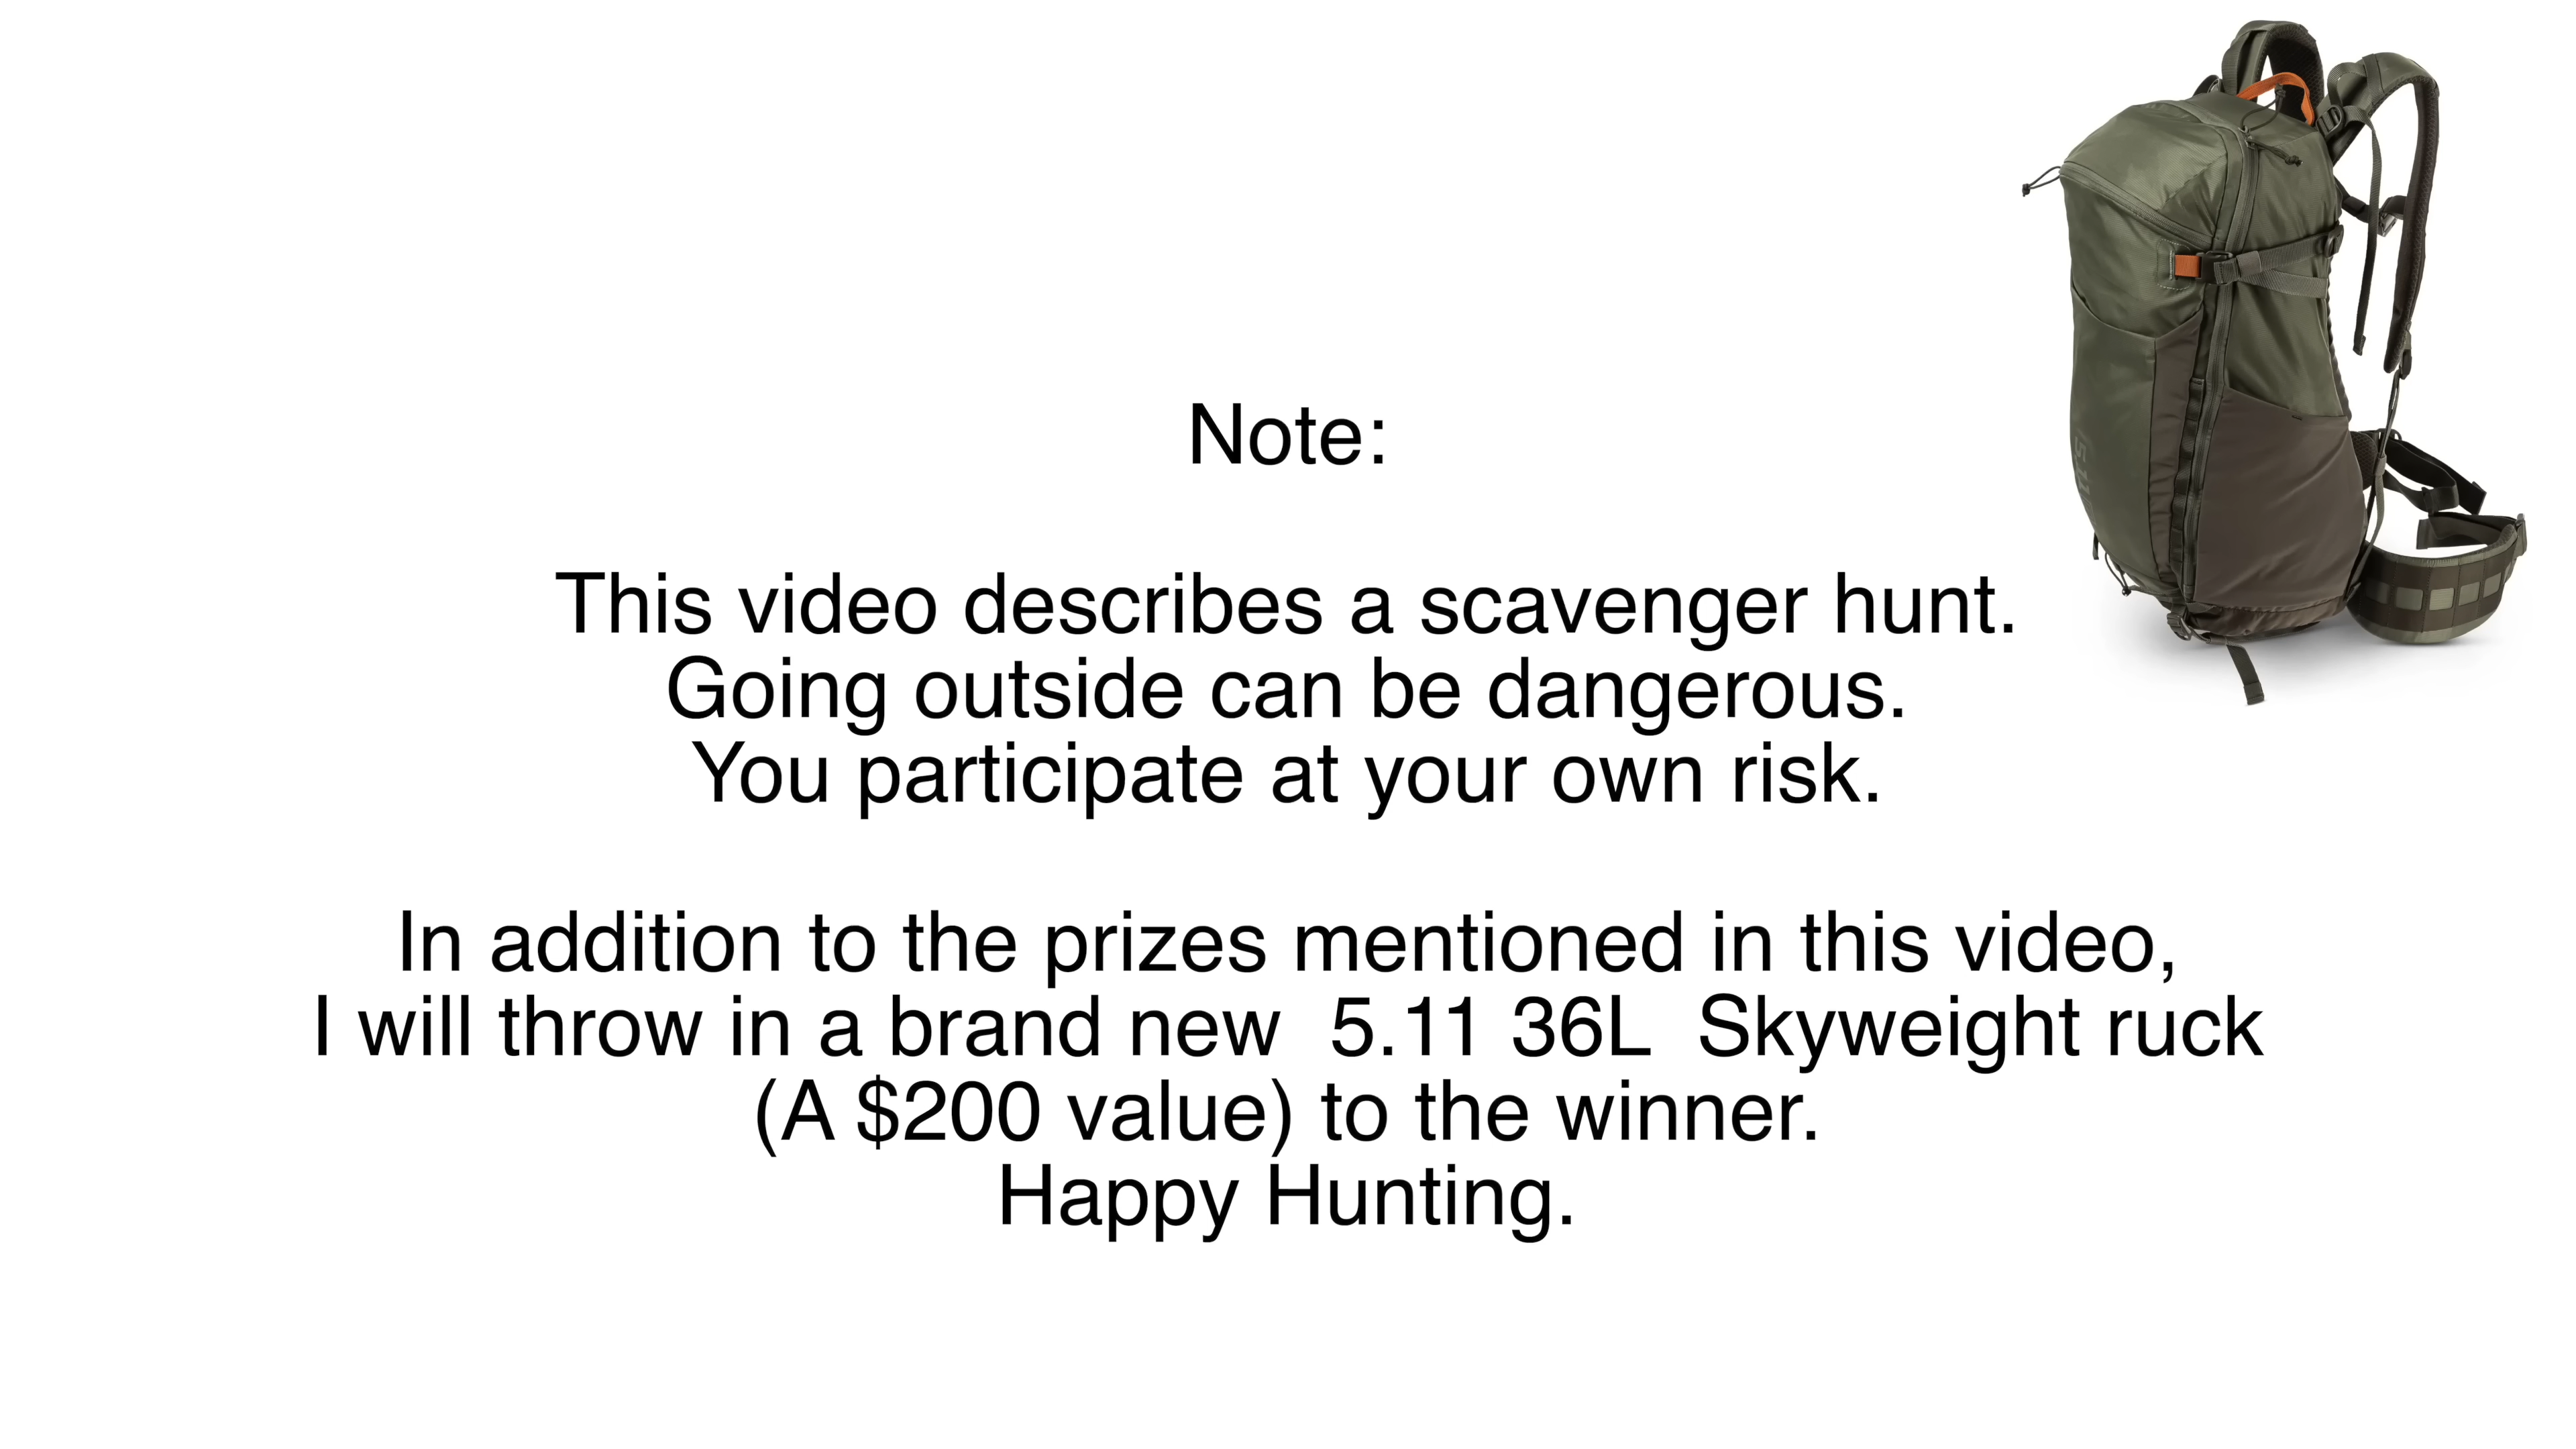 Note:
This video describes a scavenger hunt.
Going outside can be dangerous.
You participate at your own risk.
In addition to the prizes mentioned in this video,
I will throw in a brand new  5.11 36L  Skyweight ruck
(A $200 value) to the winner.
Happy Hunting.
5.11